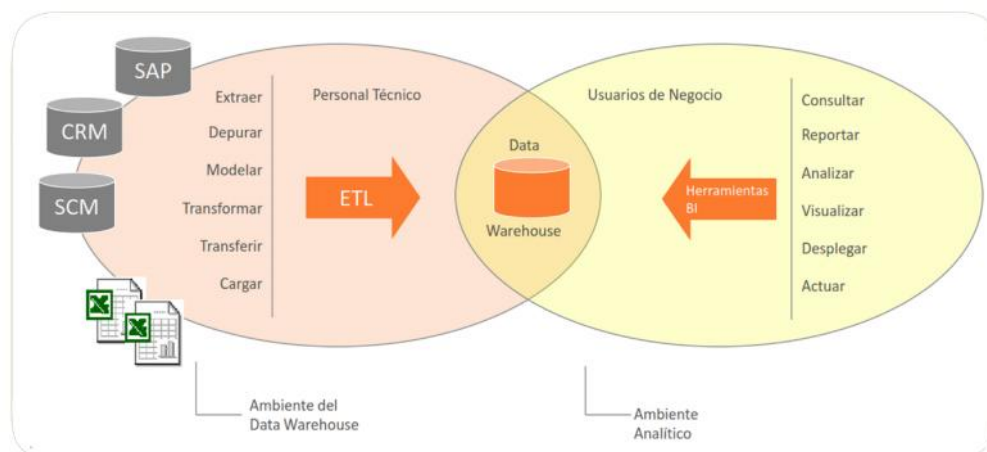 SAP
CRM
SCM
Extraer
Depurar
Modelar
Transformar
Transferir
Cargar
Personal Técnico
ETL
Data
Warehouse
Usuarios de Negocio
Herramientas
BI
Consultar
Reportar
Analizar
Visualizar
Desplegar
Actuar
Ambiente del
Data Warehouse
Ambiente
Analítico